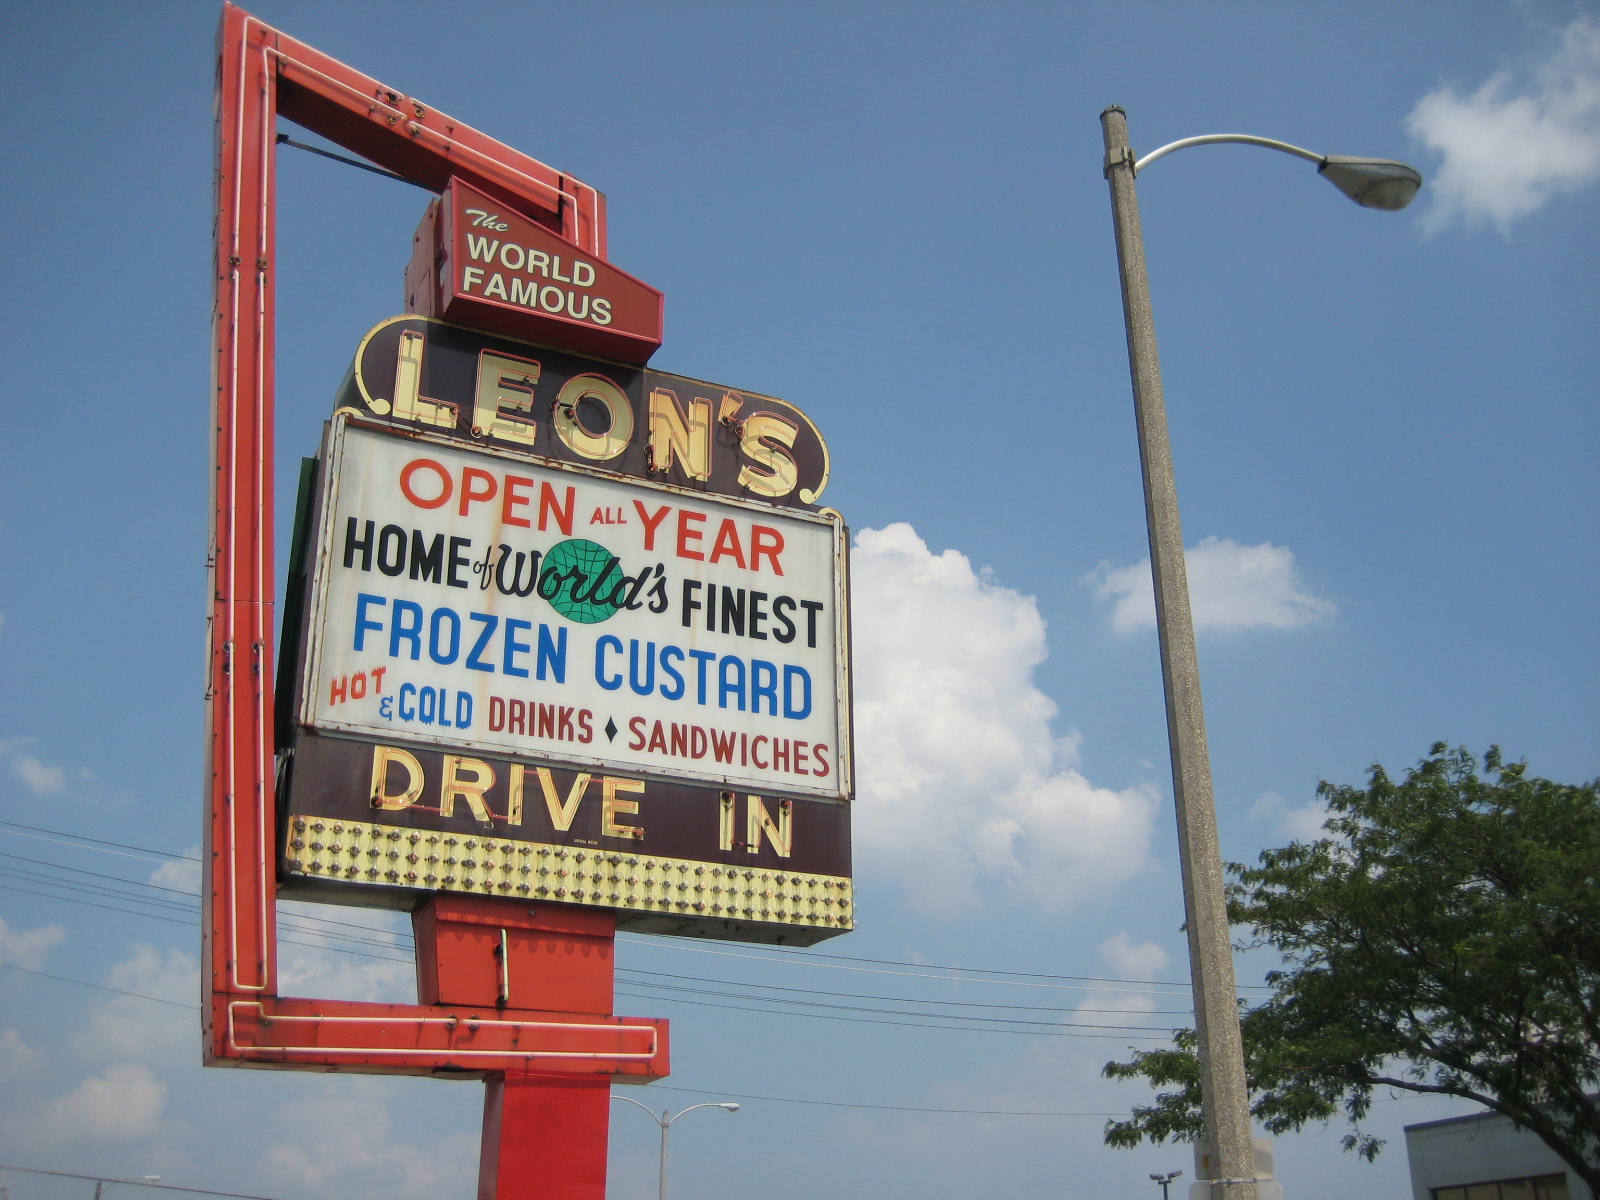 The
WORLD
FAMOUS
LEON'S
OPEN ALL YEAR
HOME of World's FINEST
FROZEN CUSTARD
HOT & COLD DRINKS ♦ SANDWICHES
DRIVE IN